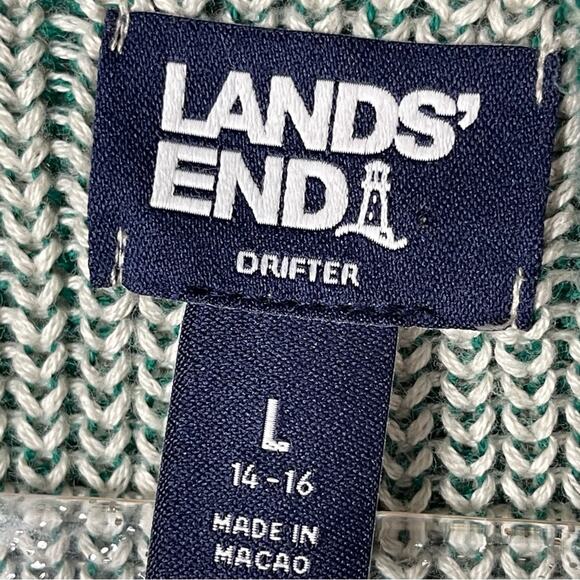 LANDS'
END
DRIFTER
L
14-16
MADE IN
MACAO